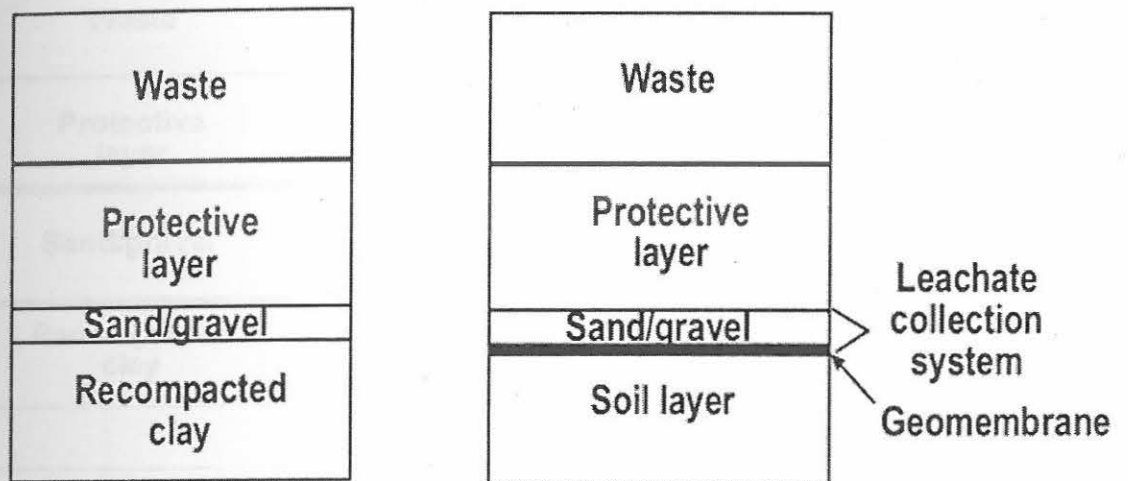 Waste
Protective
layer
Sand/gravel
Recompacted
clay
Waste
Protective
layer
Sand/gravel
Soil layer
Leachate
collection
system
Geomembrane